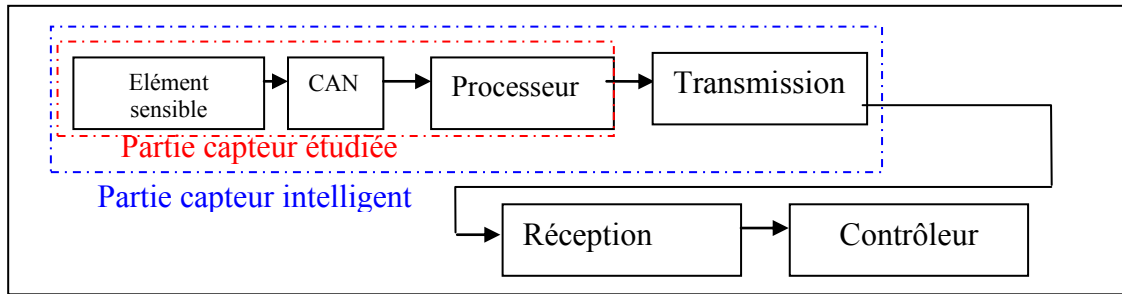 Elément
sensible
CAN
Processeur
Transmission
Partie capteur étudiée
Partie capteur intelligent
Réception
Contrôleur